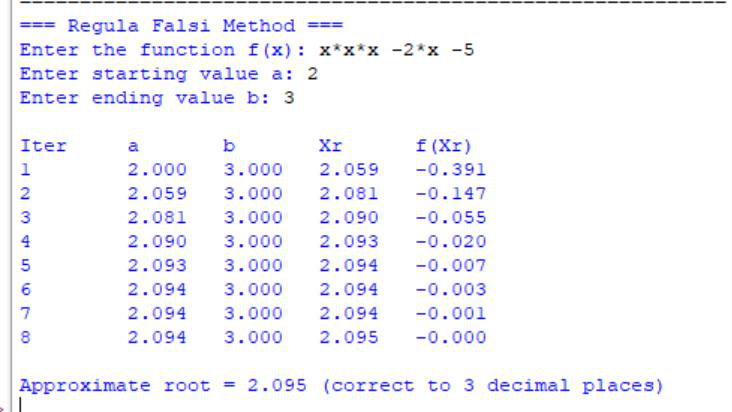 === Regula Falsi Method ===
Enter the function f(x): x*x*x -2*x -5
Enter starting value a: 2
Enter ending value b: 3
Iter a b Xr f(Xr)
1 2.000 3.000 2.059 -0.391
2 2.059 3.000 2.081 -0.147
3 2.081 3.000 2.090 -0.055
4 2.090 3.000 2.093 -0.020
5 2.093 3.000 2.094 -0.007
6 2.094 3.000 2.094 -0.003
7 2.094 3.000 2.094 -0.001
8 2.094 3.000 2.095 -0.000
Approximate root = 2.095 (correct to 3 decimal places)